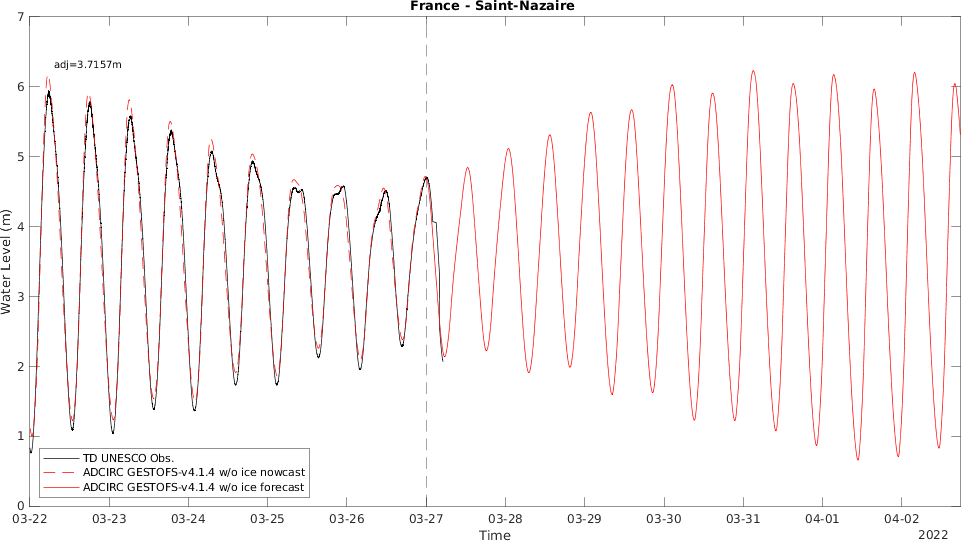 France - Saint-Nazaire
7
adj=3.7157m
6
5
4
3
2
1
0
Water Level (m)
TD UNESCO Obs.
ADCIRC GESTOFS-v4.1.4 w/o ice nowcast
ADCIRC GESTOFS-v4.1.4 w/o ice forecast
03-22 03-23 03-24 03-25 03-26 03-27 03-28 03-29 03-30 03-31 04-01 04-02
Time
2022